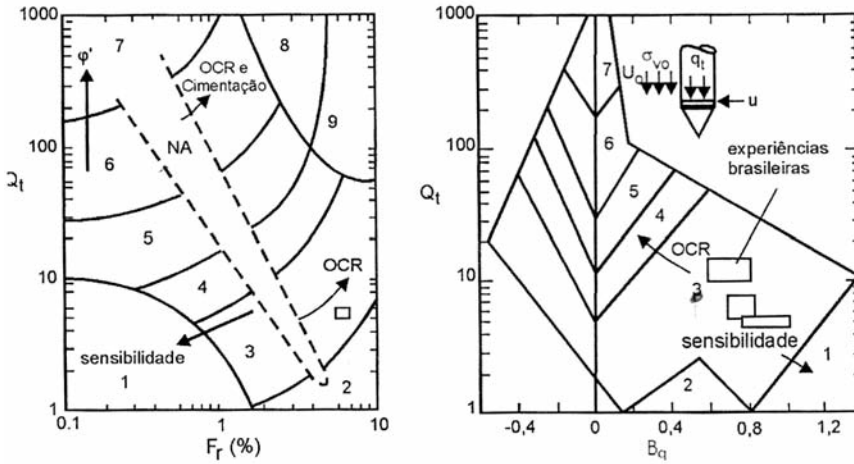 1000
100
10
1
Qt
φ'
7
8
OCR e
Cimentação
9
NA
6
5
4
OCR
sensibilidade
3
1
2
0.1
1
10
Fr (%)
1000
100
10
1
Qt
7
σvo
Uo
qt
u
6
experiências
brasileiras
5
4
OCR
3
sensibilidade
1
2
-0,4
0
0,4
0,8
1,2
Bq